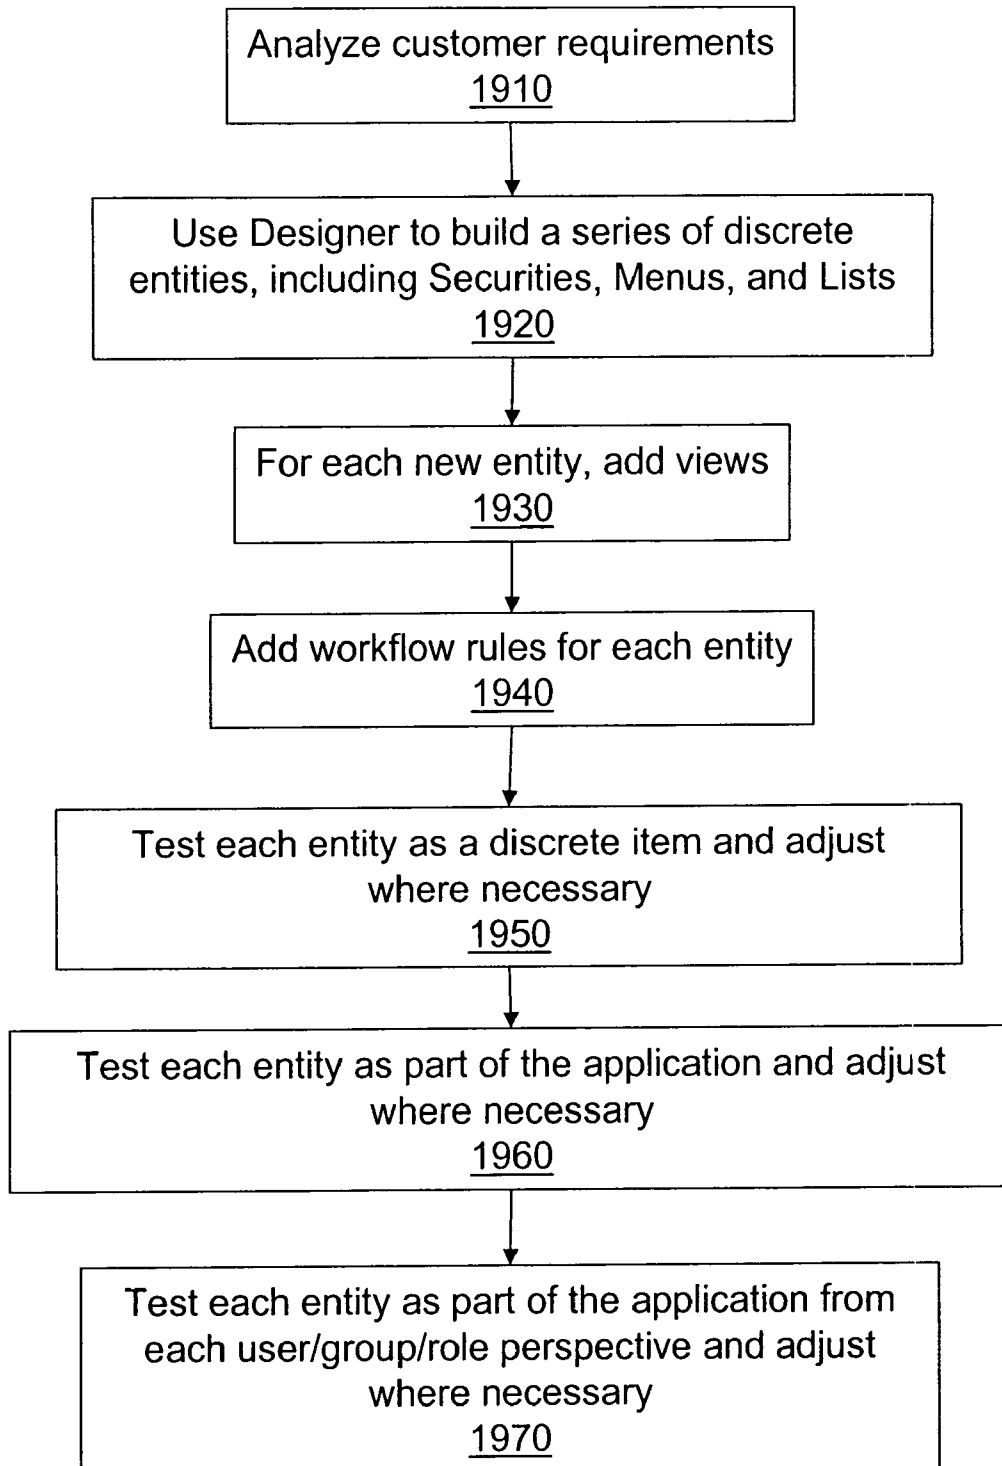 Analyze customer requirements
1910
Use Designer to build a series of discrete
entities, including Securities, Menus, and Lists
1920
For each new entity, add views
1930
Add workflow rules for each entity
1940
Test each entity as a discrete item and adjust
where necessary
1950
Test each entity as part of the application and adjust
where necessary
1960
Test each entity as part of the application from
each user/group/role perspective and adjust
where necessary
1970